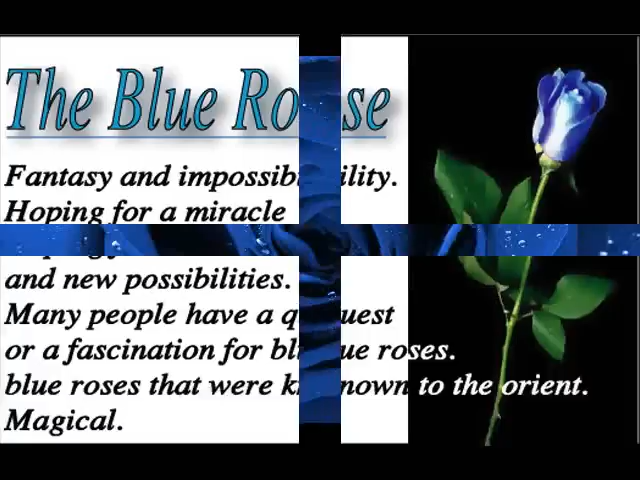 The Blue Rose
Fantasy and impossibility.
Hoping for a miracle
and new possibilities.
Many people have a quest
or a fascination for blue roses.
blue roses that were known to the orient.
Magical.